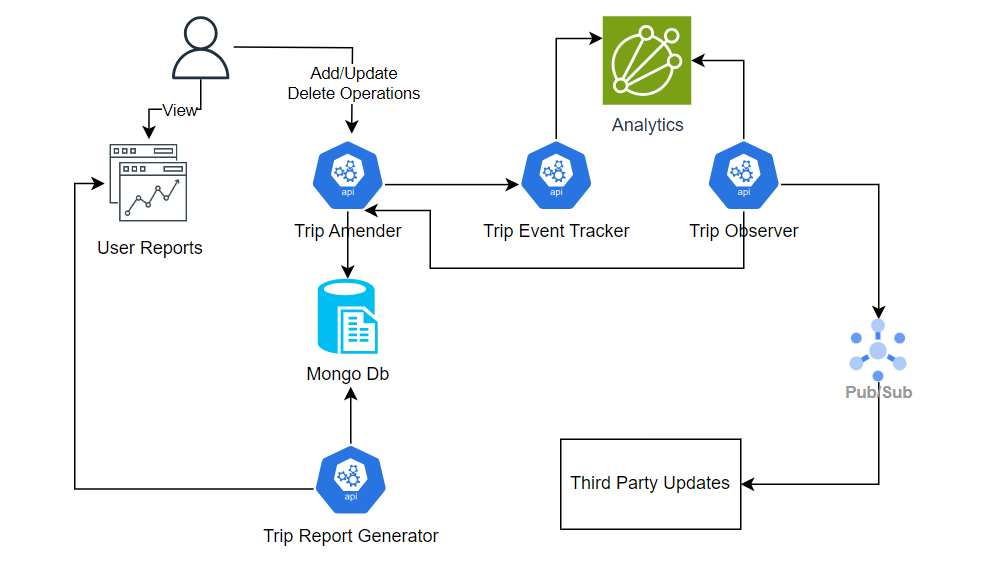 Add/Update
Delete Operations
View
Analytics
api
api
api
User Reports
Trip Amender
Trip Event Tracker
Trip Observer
Mongo Db
Pub/Sub
Third Party Updates
api
Trip Report Generator